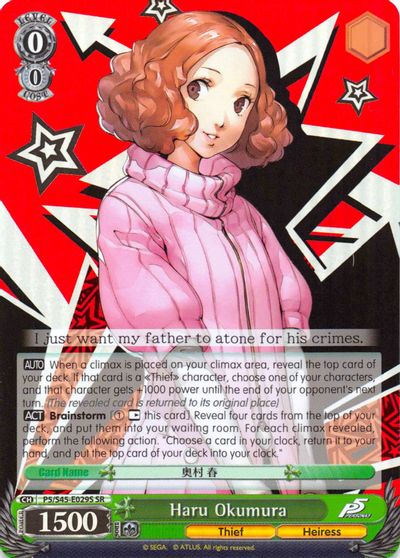 LEVEL
0
0
COST
I just want my father to atone for his crimes.
AUTO When a climax is placed on your climax area, reveal the top card of
your deck. If that card is a «Thief» character, choose one of your characters,
and that character gets +1000 power until the end of your opponent's next
turn. (The revealed card is returned to its original place)
ACT Brainstorm [① this card. Reveal four cards from the top of
your deck, and put them into your waiting room. For each climax revealed,
perform the following action. "Choose a card in your clock, return it to your
hand, and put the top card of your deck into your clock."
Card Name 奥村 春
CH P5/S45-E029S SR
Haru Okumura
P5 PERSONA5
POWER 1500
Thief Heiress
© SEGA. © ATLUS. All rights reserved.